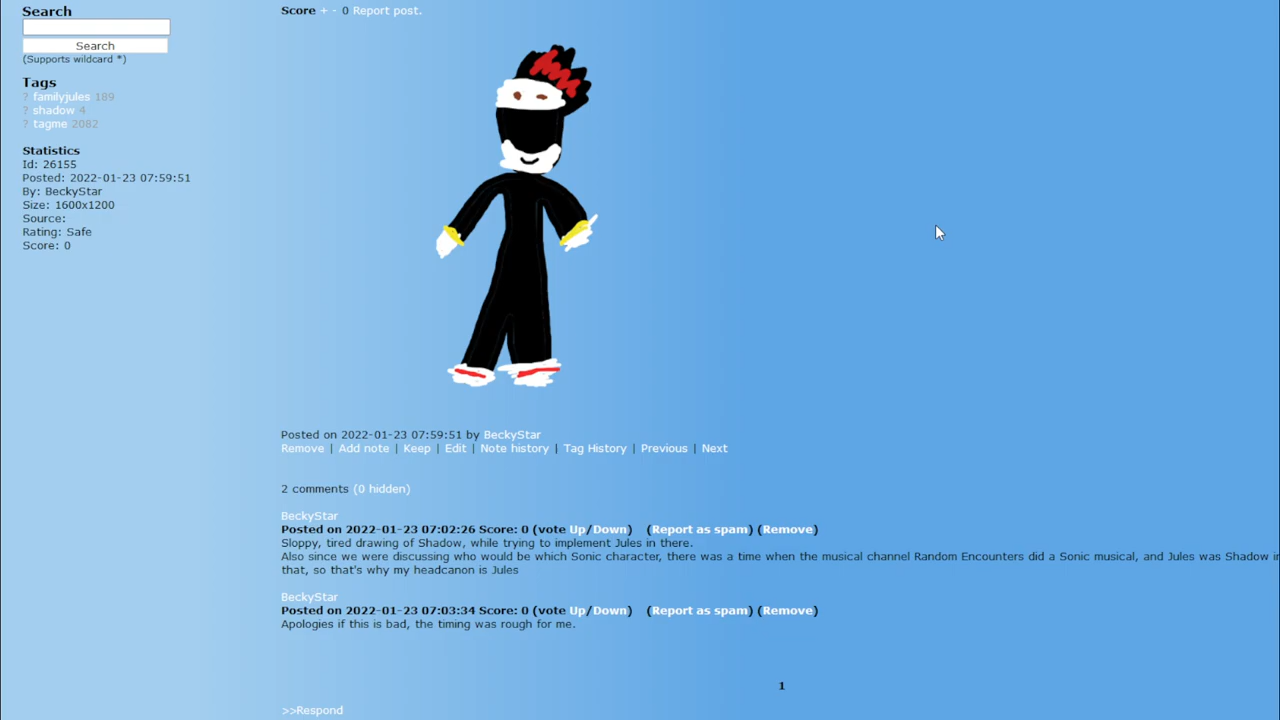 Search
Search
(Supports wildcard *)
Tags
? familyjules 189
? shadow 4
? tagme 2082
Statistics
Id: 26155
Posted: 2022-01-23 07:59:51
By: BeckyStar
Size: 1600x1200
Source:
Rating: Safe
Score: 0
Score + - 0 Report post.
Posted on 2022-01-23 07:59:51 by BeckyStar
Remove | Add note | Keep | Edit | Note history | Tag History | Previous | Next
2 comments (0 hidden)
BeckyStar
Posted on 2022-01-23 07:02:26 Score: 0 (vote Up/Down) (Report as spam) (Remove)
Sloppy, tired drawing of Shadow, while trying to implement Jules in there.
Also since we were discussing who would be which Sonic character, there was a time when the musical channel Random Encounters did a Sonic musical, and Jules was Shadow in
that, so that's why my headcanon is Jules
BeckyStar
Posted on 2022-01-23 07:03:34 Score: 0 (vote Up/Down) (Report as spam) (Remove)
Apologies if this is bad, the timing was rough for me.
1
>>Respond